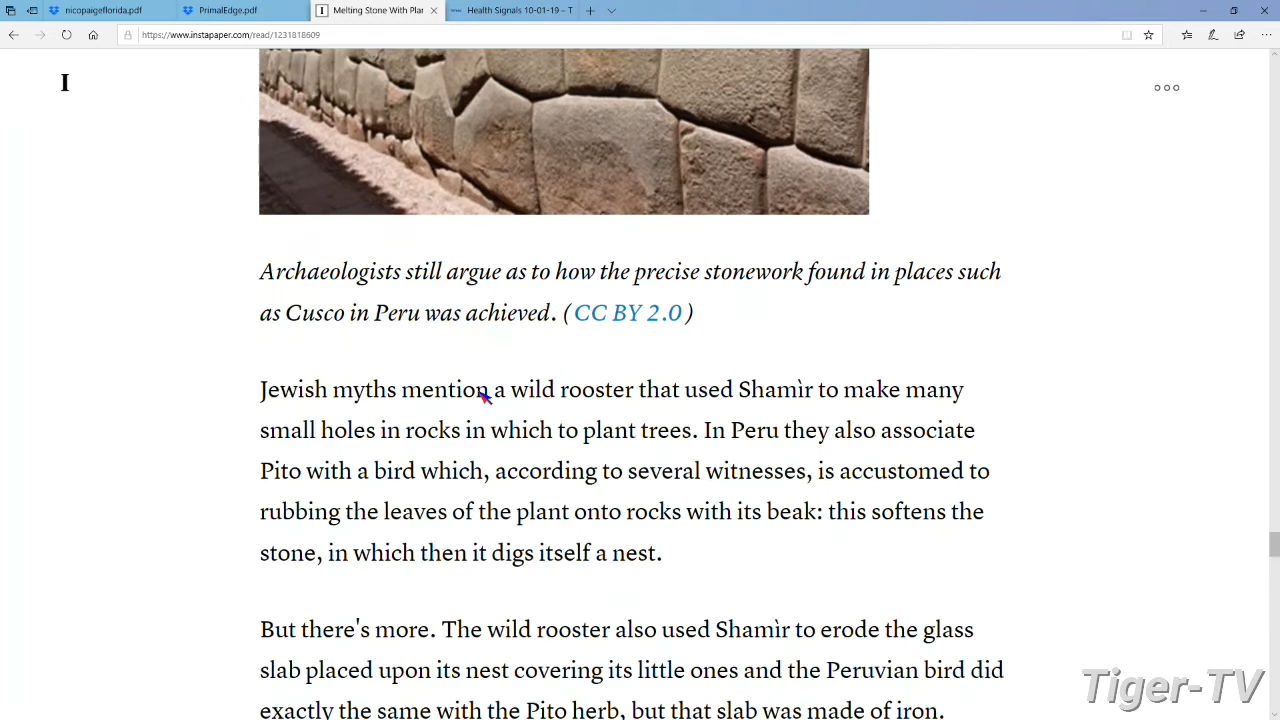 nicopaigeflorida.pdf
PrimalEdge.pdf
I Melting Stone With Plan
Health Signals 10-01-19 – T
https://www.instapaper.com/read/1231818609
I
Archaeologists still argue as to how the precise stonework found in places such
as Cusco in Peru was achieved. ( CC BY 2.0 )
Jewish myths mention a wild rooster that used Shamìr to make many
small holes in rocks in which to plant trees. In Peru they also associate
Pito with a bird which, according to several witnesses, is accustomed to
rubbing the leaves of the plant onto rocks with its beak: this softens the
stone, in which then it digs itself a nest.
But there's more. The wild rooster also used Shamìr to erode the glass
slab placed upon its nest covering its little ones and the Peruvian bird did
exactly the same with the Pito herb, but that slab was made of iron.
Tiger-TV